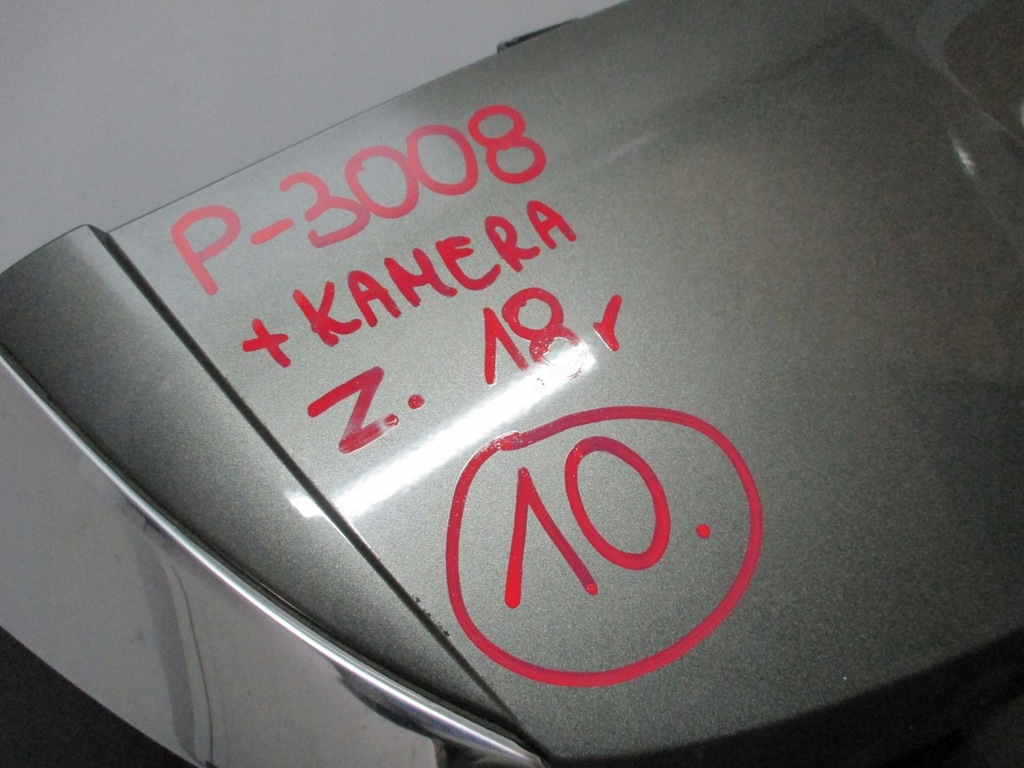 P-3008
+ KAMERA
Z. 18r
10.